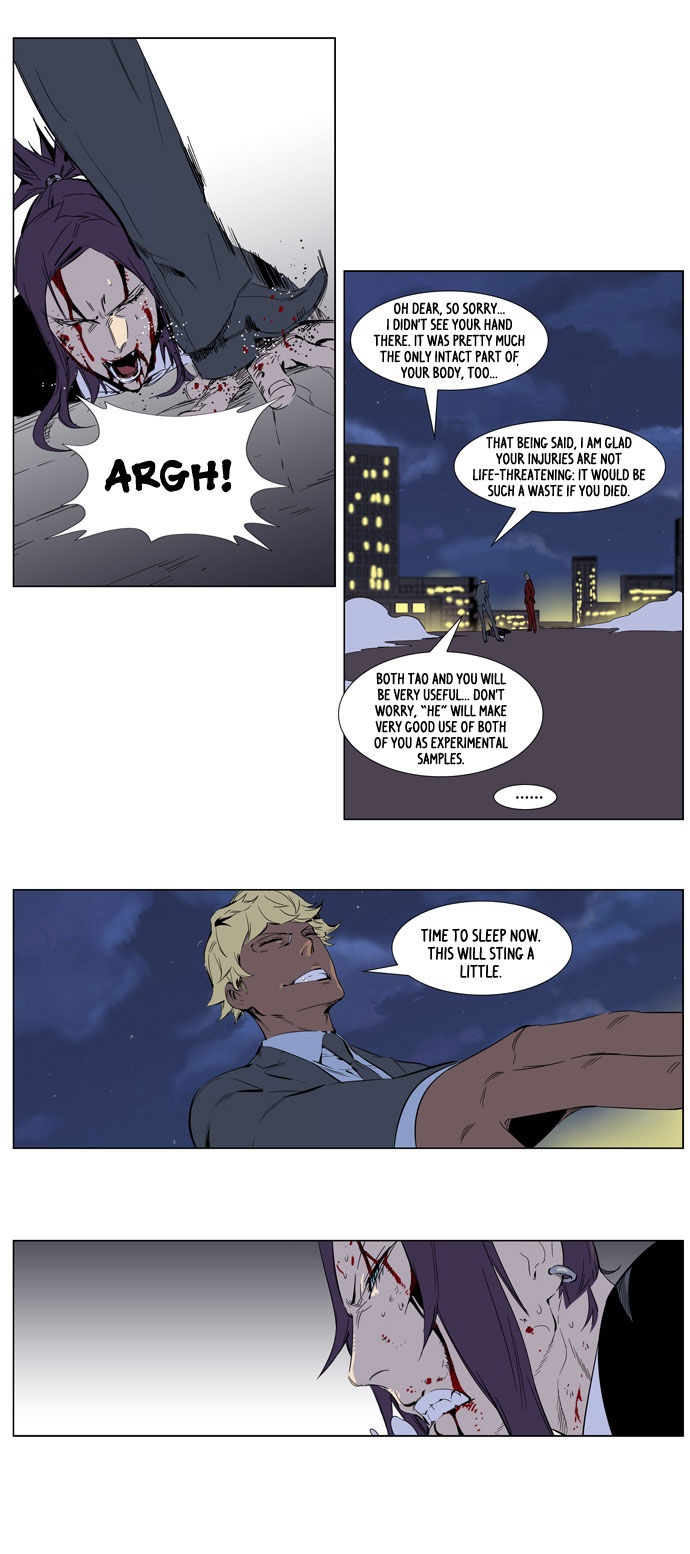 ARGH!
OH DEAR, SO SORRY...
I DIDN'T SEE YOUR HAND
THERE. IT WAS PRETTY MUCH
THE ONLY INTACT PART OF
YOUR BODY, TOO...
THAT BEING SAID, I AM GLAD
YOUR INJURIES ARE NOT
LIFE-THREATENING: IT WOULD BE
SUCH A WASTE IF YOU DIED.
BOTH TAO AND YOU WILL
BE VERY USEFUL... DON'T
WORRY, "HE" WILL MAKE
VERY GOOD USE OF BOTH
OF YOU AS EXPERIMENTAL
SAMPLES.
......
TIME TO SLEEP NOW.
THIS WILL STING A
LITTLE.